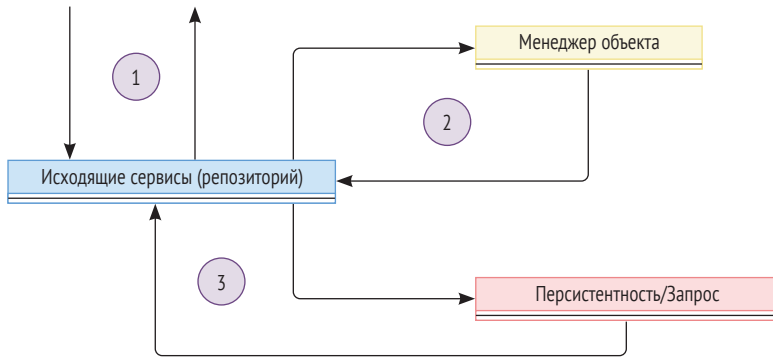 Менеджер объекта
1
2
Исходящие сервисы (репозиторий)
3
Персистентность/Запрос